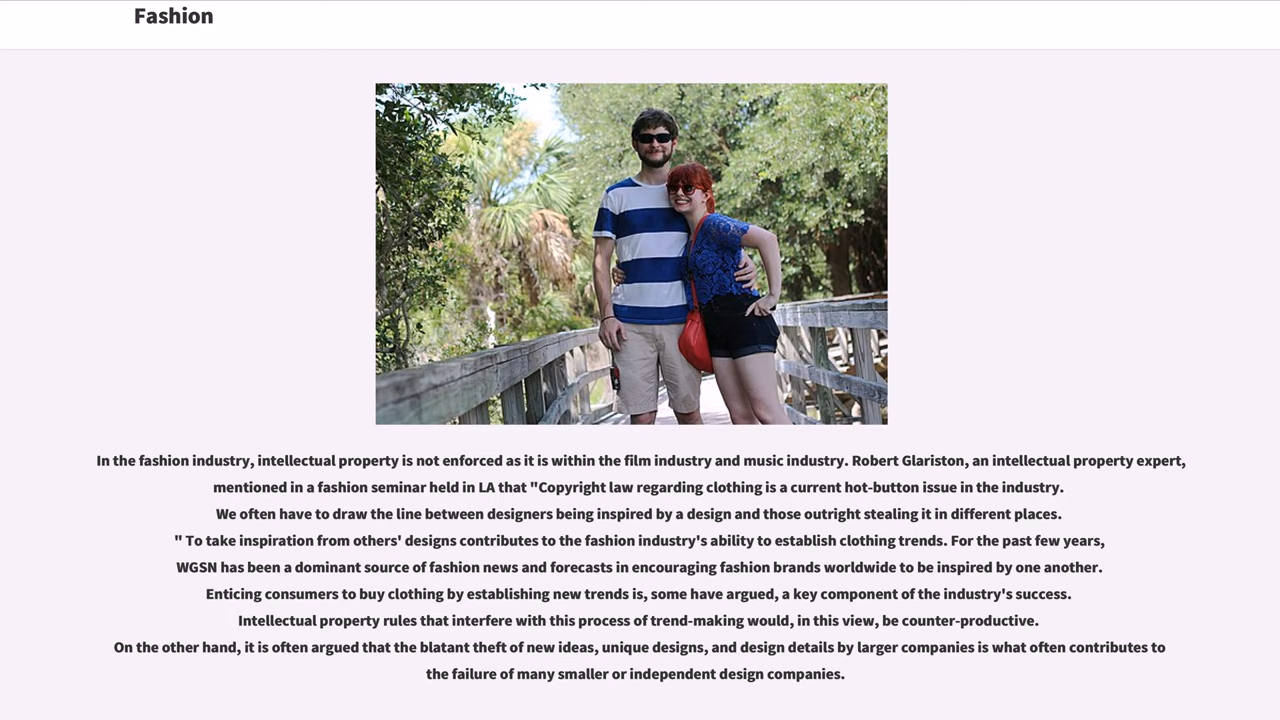 Fashion
In the fashion industry, intellectual property is not enforced as it is within the film industry and music industry. Robert Glariston, an intellectual property expert,
mentioned in a fashion seminar held in LA that "Copyright law regarding clothing is a current hot-button issue in the industry.
We often have to draw the line between designers being inspired by a design and those outright stealing it in different places.
" To take inspiration from others' designs contributes to the fashion industry's ability to establish clothing trends. For the past few years,
WGSN has been a dominant source of fashion news and forecasts in encouraging fashion brands worldwide to be inspired by one another.
Enticing consumers to buy clothing by establishing new trends is, some have argued, a key component of the industry's success.
Intellectual property rules that interfere with this process of trend-making would, in this view, be counter-productive.
On the other hand, it is often argued that the blatant theft of new ideas, unique designs, and design details by larger companies is what often contributes to
the failure of many smaller or independent design companies.